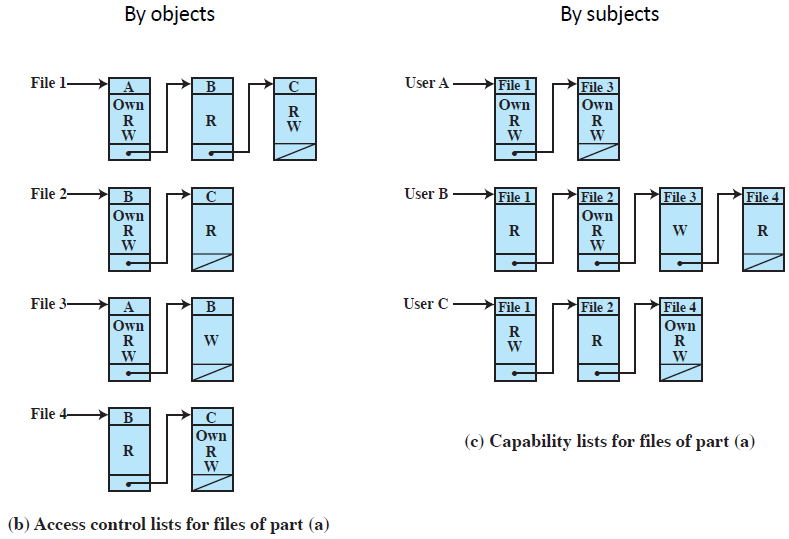 By objects
File 1
A
Own
R
W
B
R
C
R
W
File 2
B
Own
R
W
C
R
File 3
A
Own
R
W
B
W
File 4
B
R
C
Own
R
W
(b) Access control lists for files of part (a)
By subjects
User A
File 1
Own
R
W
File 3
Own
R
W
User B
File 1
R
File 2
Own
R
W
File 3
W
File 4
R
User C
File 1
R
W
File 2
R
File 4
Own
R
W
(c) Capability lists for files of part (a)